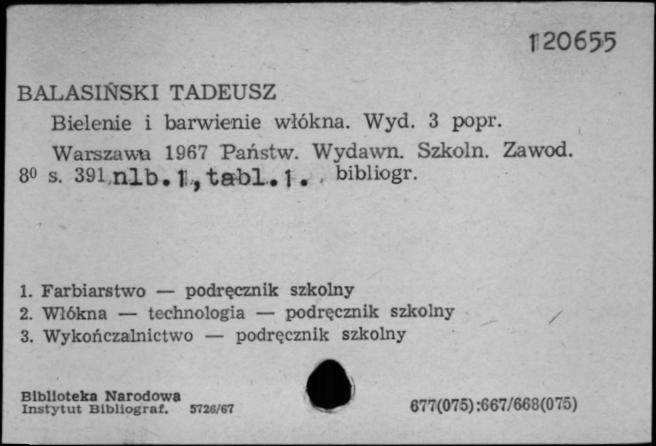 120655
BALASIŃSKI TADEUSZ
Bielenie i barwienie włókna. Wyd. 3 popr.
Warszawa 1967 Państw. Wydawn. Szkoln. Zawod.
8⁰ s. 391, nlb. 1, tabl. 1. bibliogr.
1. Farbiarstwo — podręcznik szkolny
2. Włókna — technologia — podręcznik szkolny
3. Wykończalnictwo — podręcznik szkolny
Biblioteka Narodowa
Instytut Bibliograf. 5726/67
677(075):667/668(075)